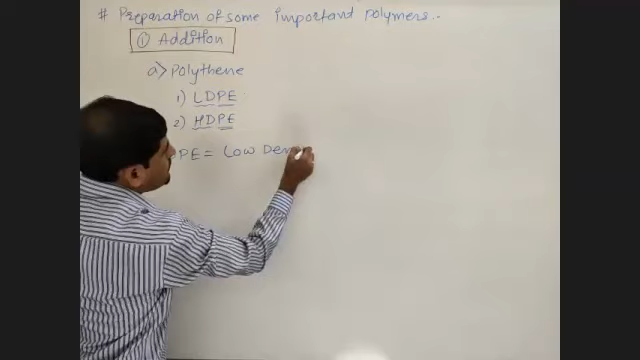 # Preparation of some important polymers..
① Addition
a> Polythene
1) LDPE
2) HDPE
PE = Low Den